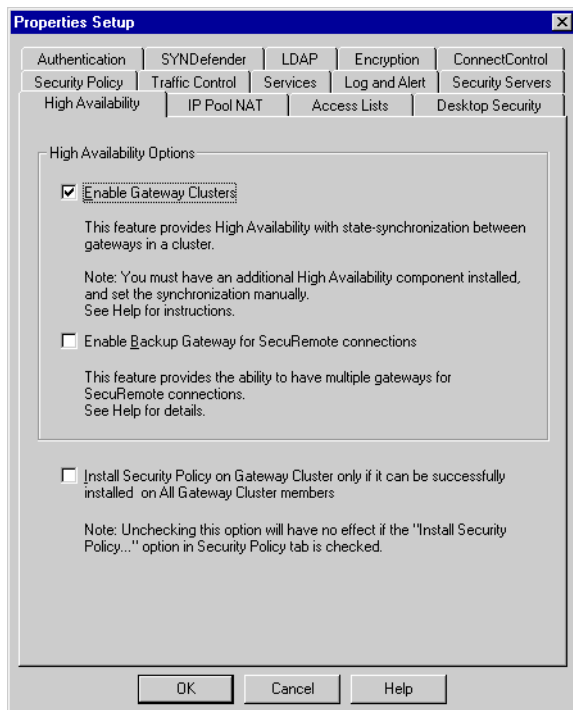 Properties Setup
Authentication SYNDefender LDAP Encryption ConnectControl
Security Policy Traffic Control Services Log and Alert Security Servers
High Availability IP Pool NAT Access Lists Desktop Security
High Availability Options
Enable Gateway Clusters
This feature provides High Availability with state-synchronization between
gateways in a cluster.
Note: You must have an additional High Availability component installed,
and set the synchronization manually.
See Help for instructions.
Enable Backup Gateway for SecuRemote connections
This feature provides the ability to have multiple gateways for
SecuRemote connections.
See Help for details.
Install Security Policy on Gateway Cluster only if it can be successfully
installed on All Gateway Cluster members
Note: Unchecking this option will have no effect if the "Install Security
Policy..." option in Security Policy tab is checked.
OK Cancel Help